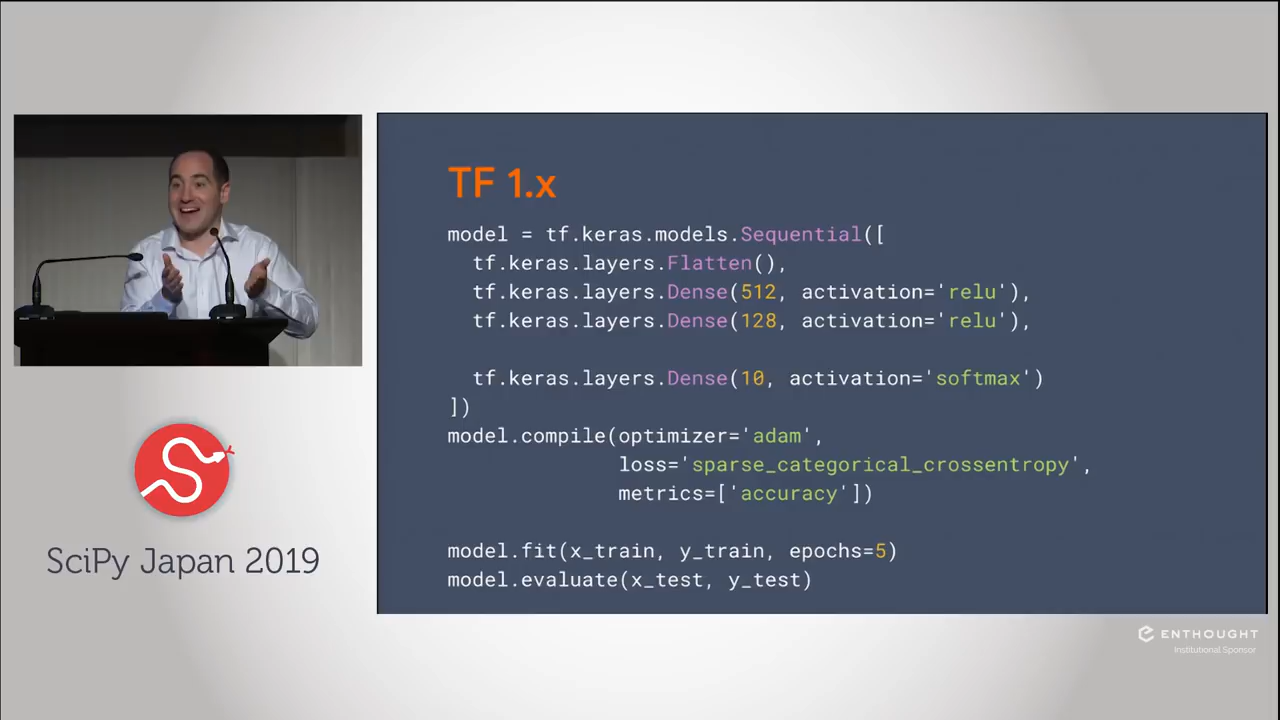 TF 1.x
model = tf.keras.models.Sequential([
tf.keras.layers.Flatten(),
tf.keras.layers.Dense(512, activation='relu'),
tf.keras.layers.Dense(128, activation='relu'),
tf.keras.layers.Dense(10, activation='softmax')
])
model.compile(optimizer='adam',
loss='sparse_categorical_crossentropy',
metrics=['accuracy'])
model.fit(x_train, y_train, epochs=5)
model.evaluate(x_test, y_test)
SciPy Japan 2019
ENTHOUGHT
Institutional Sponsor